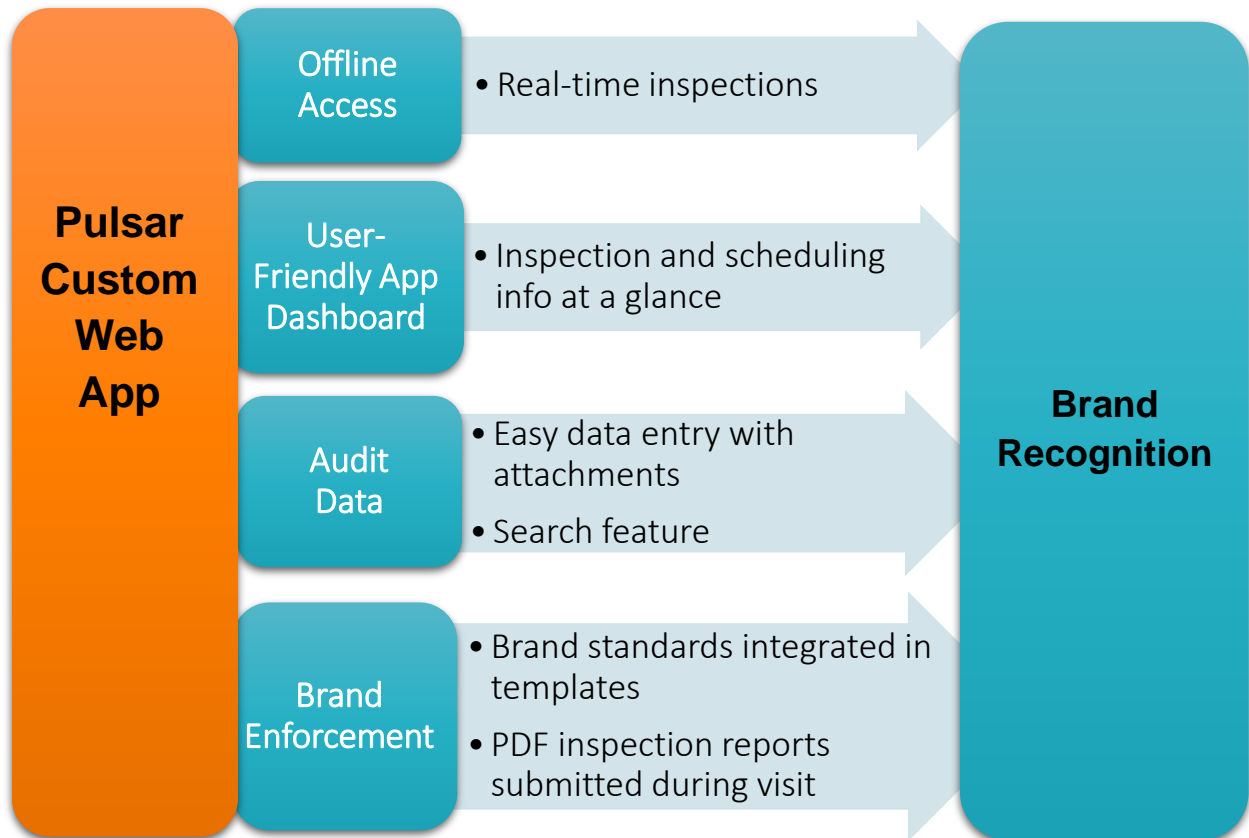 Pulsar
Custom
Web
App
Offline
Access
• Real-time inspections
User-
Friendly App
Dashboard
• Inspection and scheduling
info at a glance
Audit
Data
• Easy data entry with
attachments
• Search feature
Brand
Enforcement
• Brand standards integrated in
templates
• PDF inspection reports
submitted during visit
Brand
Recognition